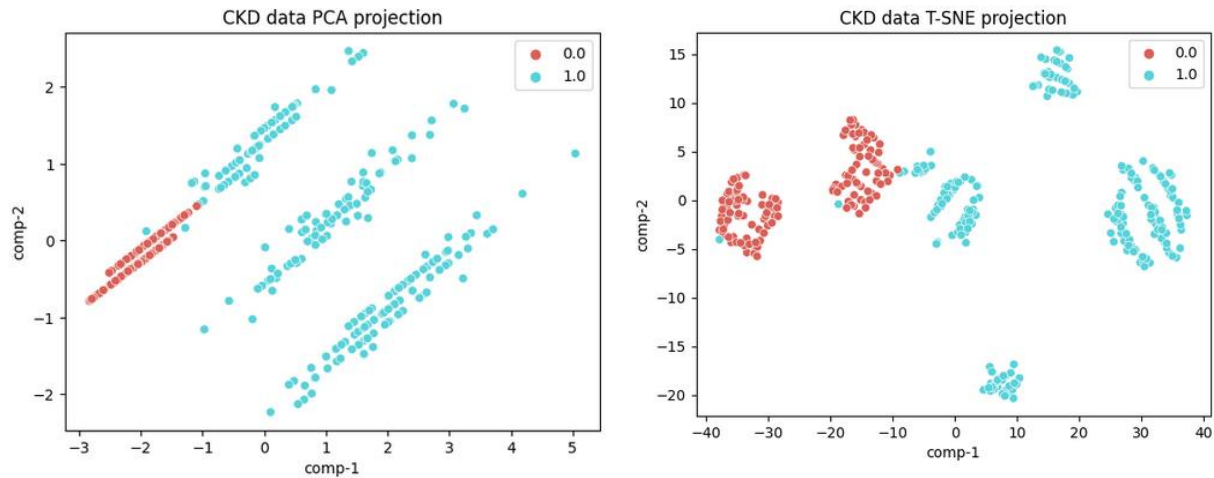 CKD data PCA projection
0.0
1.0
2
1
0
−1
−2
−3 −2 −1 0 1 2 3 4 5
comp-1
comp-2
CKD data T-SNE projection
0.0
1.0
15
10
5
0
−5
−10
−15
−20
−40 −30 −20 −10 0 10 20 30 40
comp-1
comp-2